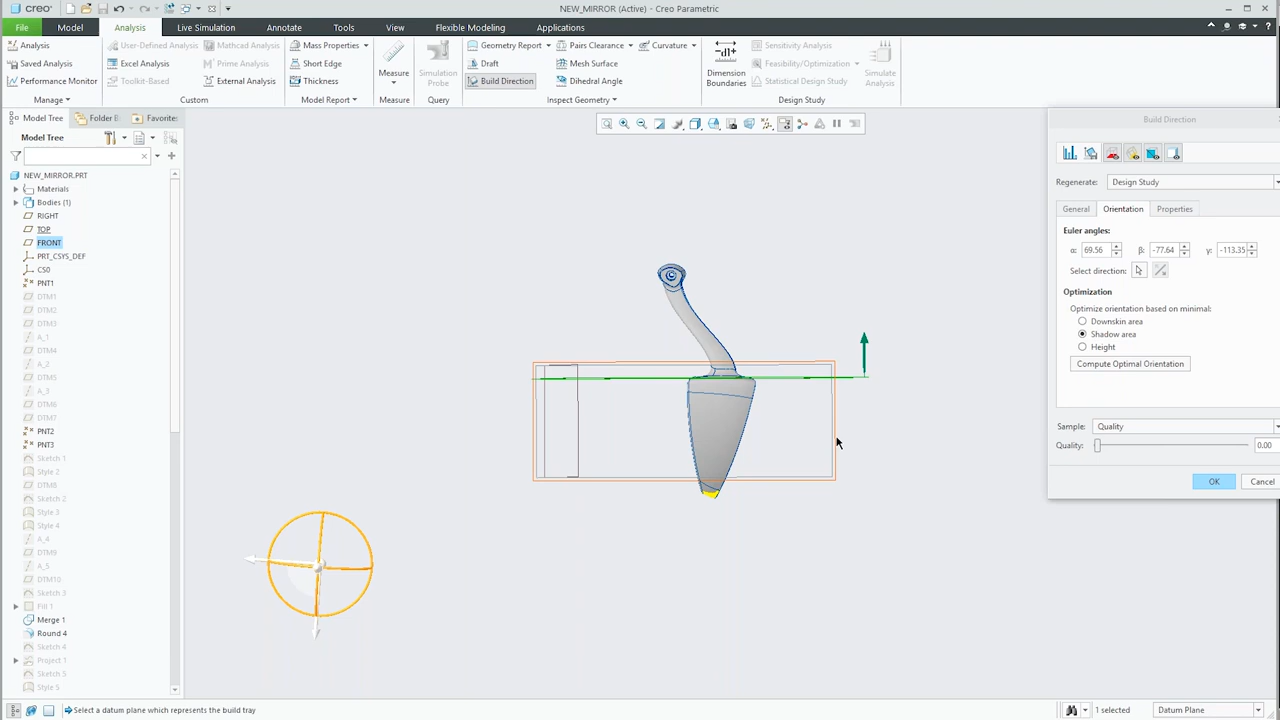 creo
NEW_MIRROR (Active) - Creo Parametric
File Model Analysis Live Simulation Annotate Tools View Flexible Modeling Applications
Analysis User-Defined Analysis Mathcad Analysis Mass Properties Short Edge Geometry Report Pairs Clearance Curvature Sensitivity Analysis
Saved Analysis Excel Analysis Prime Analysis Short Edge Draft Mesh Surface Feasibility/Optimization
Performance Monitor Toolkit-Based External Analysis Thickness Measure Simulation Probe Build Direction Dihedral Angle Dimension Boundaries Statistical Design Study Simulate Analysis
Manage Custom Model Report Measure Query Inspect Geometry Design Study
Model Tree Folder B Favorites
Model Tree
NEW_MIRROR.PRT
Materials
Bodies (1)
RIGHT
TOP
FRONT
PRT_CSYS_DEF
CS0
PNT1
DTM1
DTM2
DTM3
A_1
DTM4
A_2
DTM5
A_3
DTM6
DTM7
PNT2
PNT3
Sketch 1
Style 2
DTM8
Sketch 2
Style 3
Style 4
A_4
DTM9
A_5
DTM10
Sketch 3
Fill 1
Merge 1
Round 4
Sketch 4
Project 1
Sketch 5
Style 5
Build Direction
Regenerate: Design Study
General Orientation Properties
Euler angles:
α: 69.56 β: -77.64 γ: -113.35
Select direction:
Optimization
Optimize orientation based on minimal:
Downskin area
Shadow area
Height
Compute Optimal Orientation
Sample: Quality
Quality: 0.00
OK Cancel
Select a datum plane which represents the build tray
1 selected Datum Plane